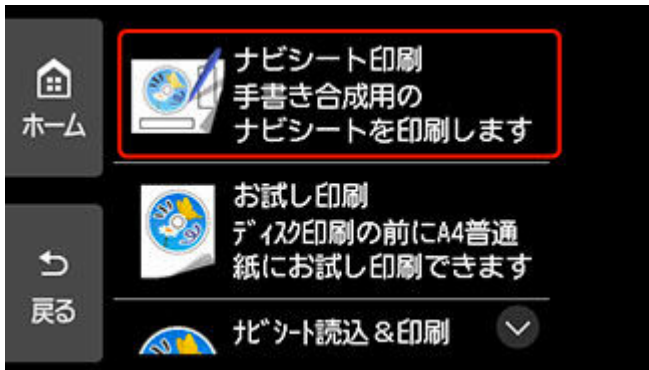 ホーム
ナビシート印刷
手書き合成用の
ナビシートを印刷します
お試し印刷
ディスク印刷の前にA4普通
紙にお試し印刷できます
戻る
ナビシート読込&印刷